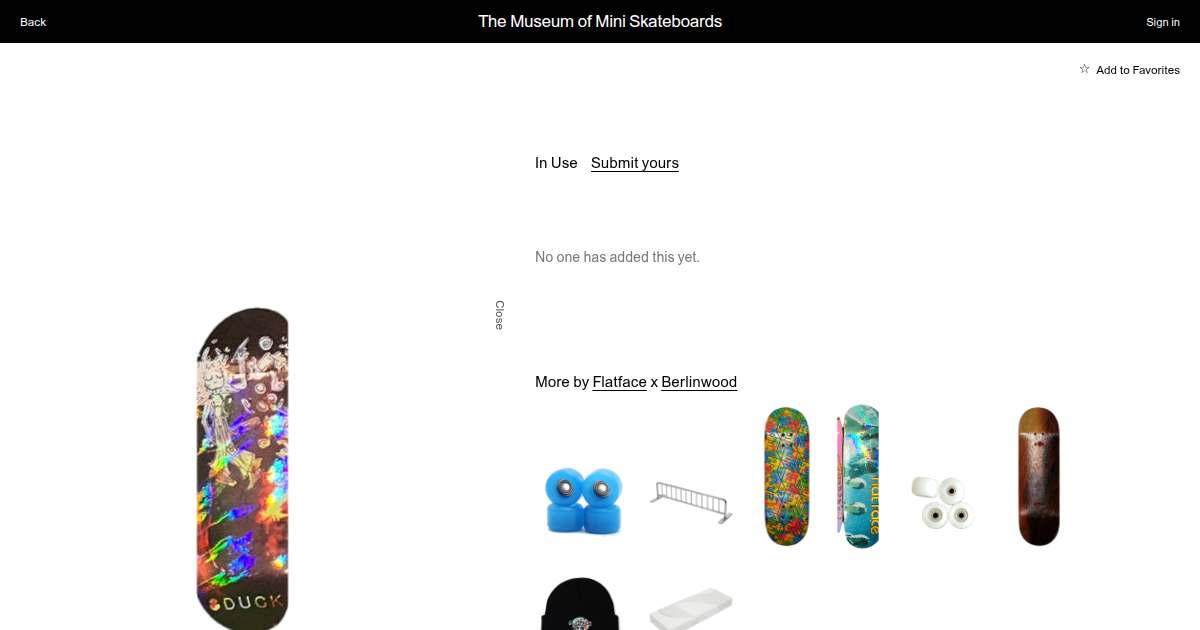 Back
The Museum of Mini Skateboards
Sign in
☆ Add to Favorites
In Use Submit yours
No one has added this yet.
Close
More by Flatface x Berlinwood
flatface
DUCK